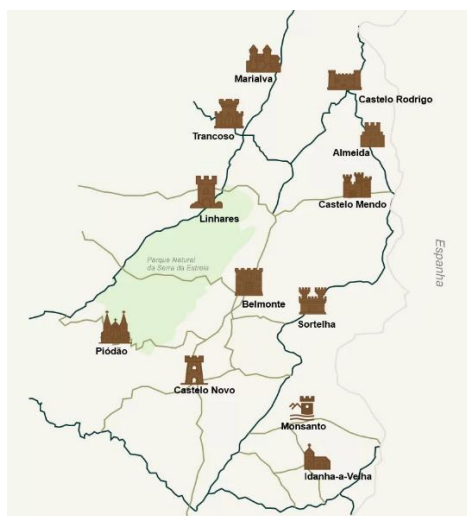 Marialva
Castelo Rodrigo
Trancoso
Almeida
Castelo Mendo
Linhares
Espanha
Parque Natural
da Serra da Estrela
Belmonte
Sortelha
Piódão
Castelo Novo
Monsanto
Idanha-a-Velha